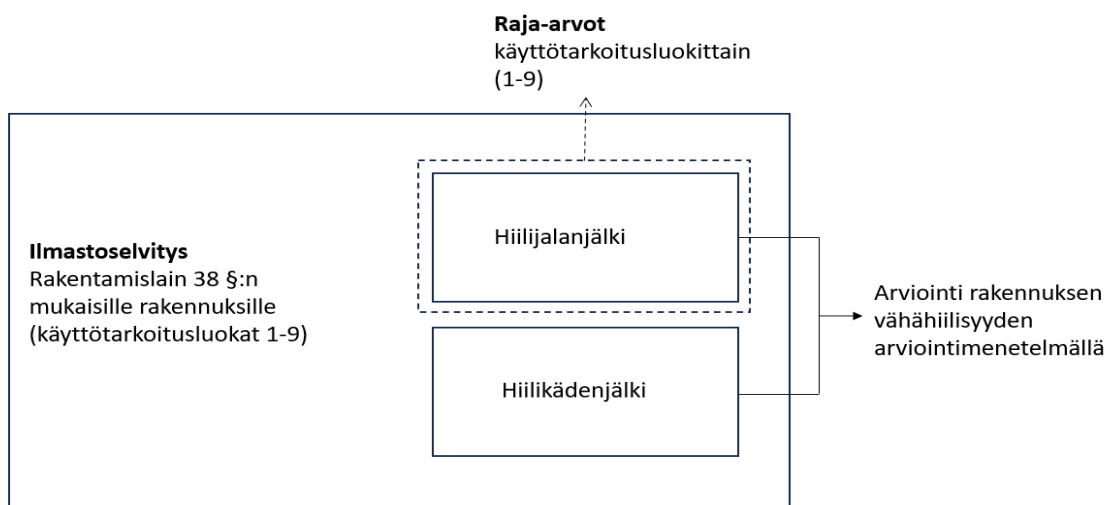 Raja-arvot
käyttötarkoitusluokittain
(1-9)
Ilmastoselvitys
Rakentamislain 38 §:n
mukaisille rakennuksille
(käyttötarkoitusluokat 1-9)
Hiilijalanjälki
Hiilikädenjälki
Arviointi rakennuksen
vähähiilisyyden
arviointimenetelmällä